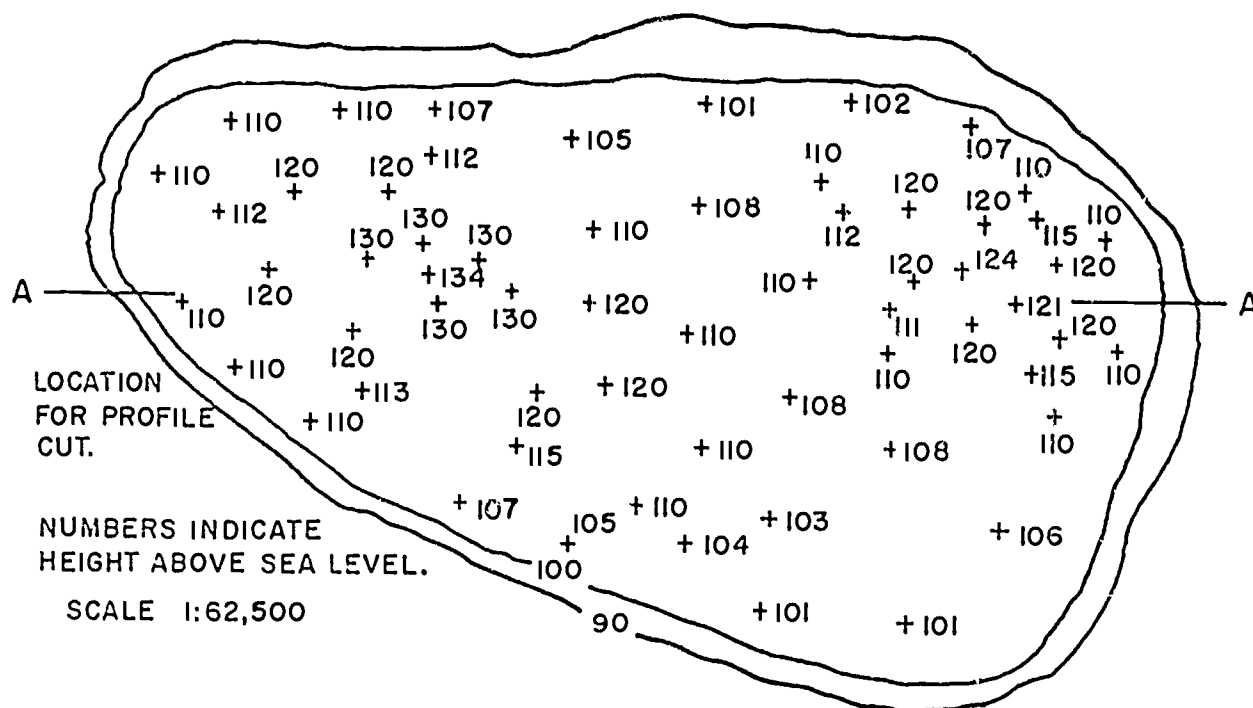 +110 +110 +107 +101 +102
+105 107
120 120 +112 110 110
+110 120 120
+112 130 130 +108 110
130 +110 112 +115
+134 120 124 +120
A 120 110+ A
110 130 130 +120 111 +121
120 +110 120 120
+110 110 +115 110
LOCATION +113 +120 +108
FOR PROFILE +110 120 110
CUT. +115 +110 +108
+107 105 +110 +103 +106
NUMBERS INDICATE +104
HEIGHT ABOVE SEA LEVEL. 100
SCALE 1:62,500 90 +101 +101